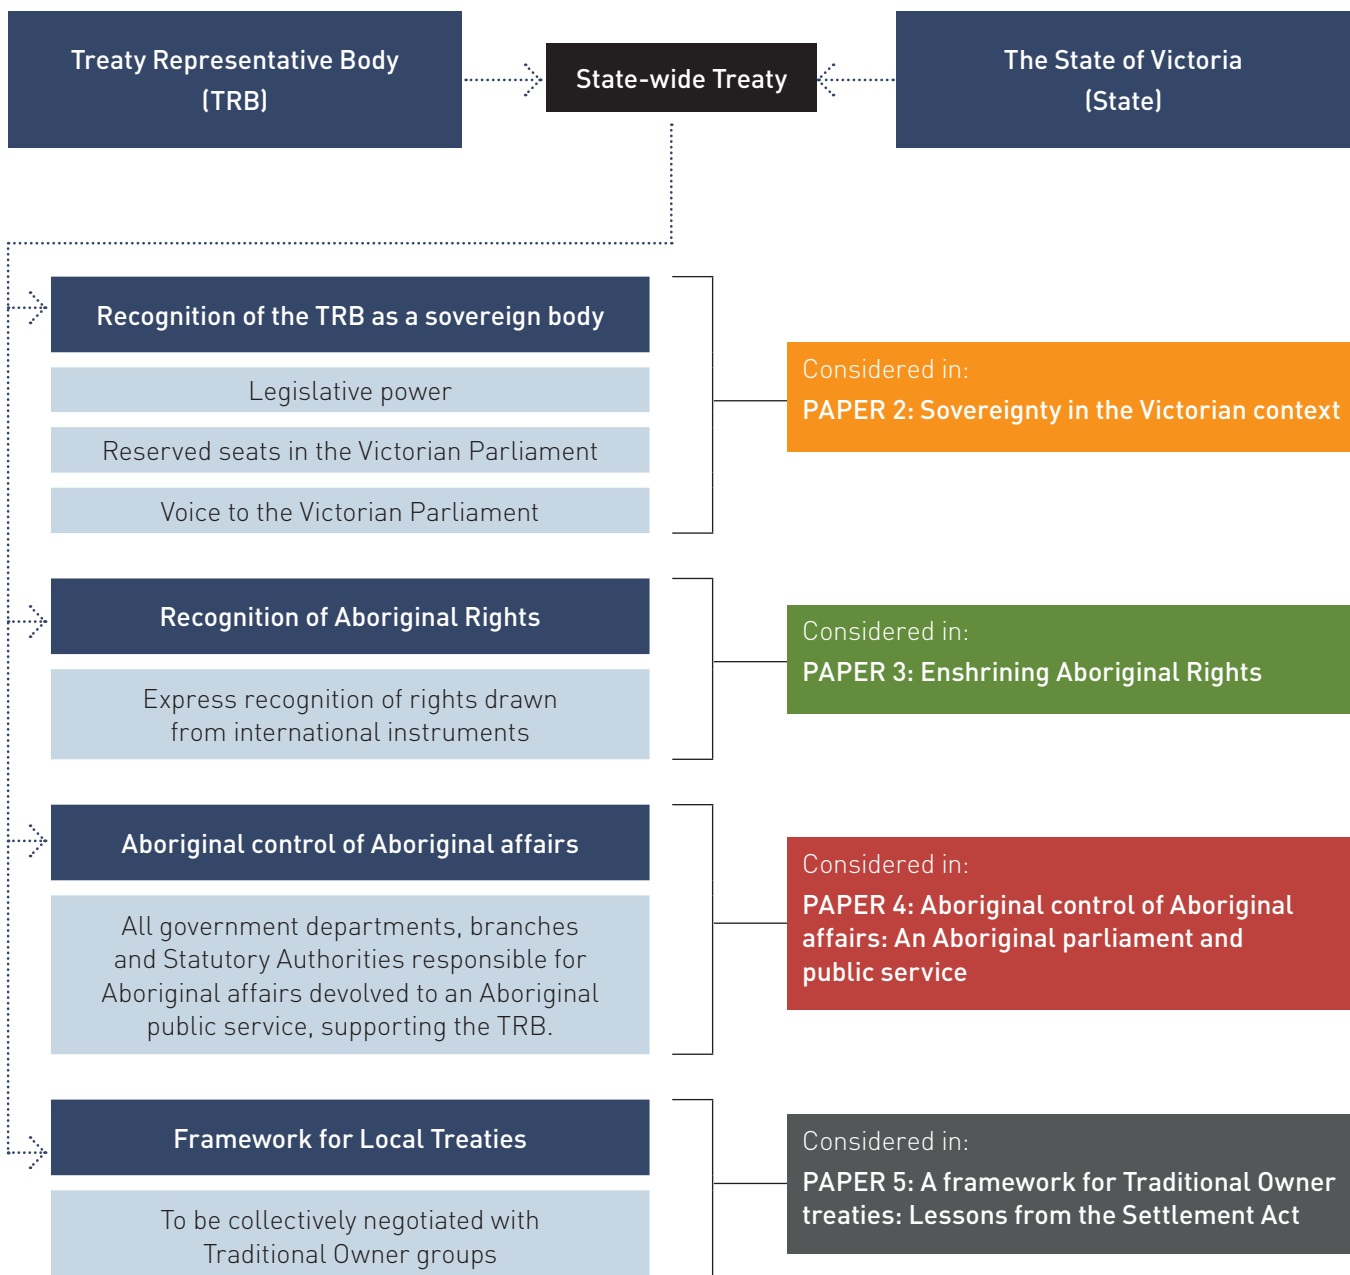 Treaty Representative Body
(TRB)
State-wide Treaty
The State of Victoria
(State)
Recognition of the TRB as a sovereign body
Legislative power
Reserved seats in the Victorian Parliament
Voice to the Victorian Parliament
Considered in:
PAPER 2: Sovereignty in the Victorian context
Recognition of Aboriginal Rights
Express recognition of rights drawn
from international instruments
Considered in:
PAPER 3: Enshrining Aboriginal Rights
Aboriginal control of Aboriginal affairs
All government departments, branches
and Statutory Authorities responsible for
Aboriginal affairs devolved to an Aboriginal
public service, supporting the TRB.
Considered in:
PAPER 4: Aboriginal control of Aboriginal
affairs: An Aboriginal parliament and
public service
Framework for Local Treaties
To be collectively negotiated with
Traditional Owner groups
Considered in:
PAPER 5: A framework for Traditional Owner
treaties: Lessons from the Settlement Act